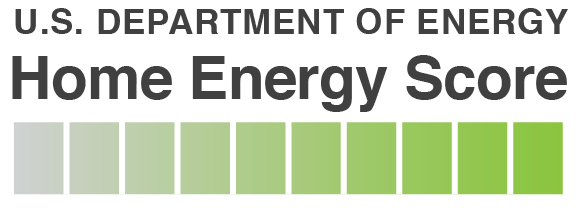 U.S. DEPARTMENT OF ENERGY
Home Energy Score